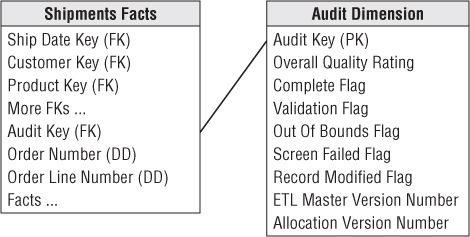 Shipments Facts
Ship Date Key (FK)
Customer Key (FK)
Product Key (FK)
More FKs ...
Audit Key (FK)
Order Number (DD)
Order Line Number (DD)
Facts ...
Audit Dimension
Audit Key (PK)
Overall Quality Rating
Complete Flag
Validation Flag
Out Of Bounds Flag
Screen Failed Flag
Record Modified Flag
ETL Master Version Number
Allocation Version Number